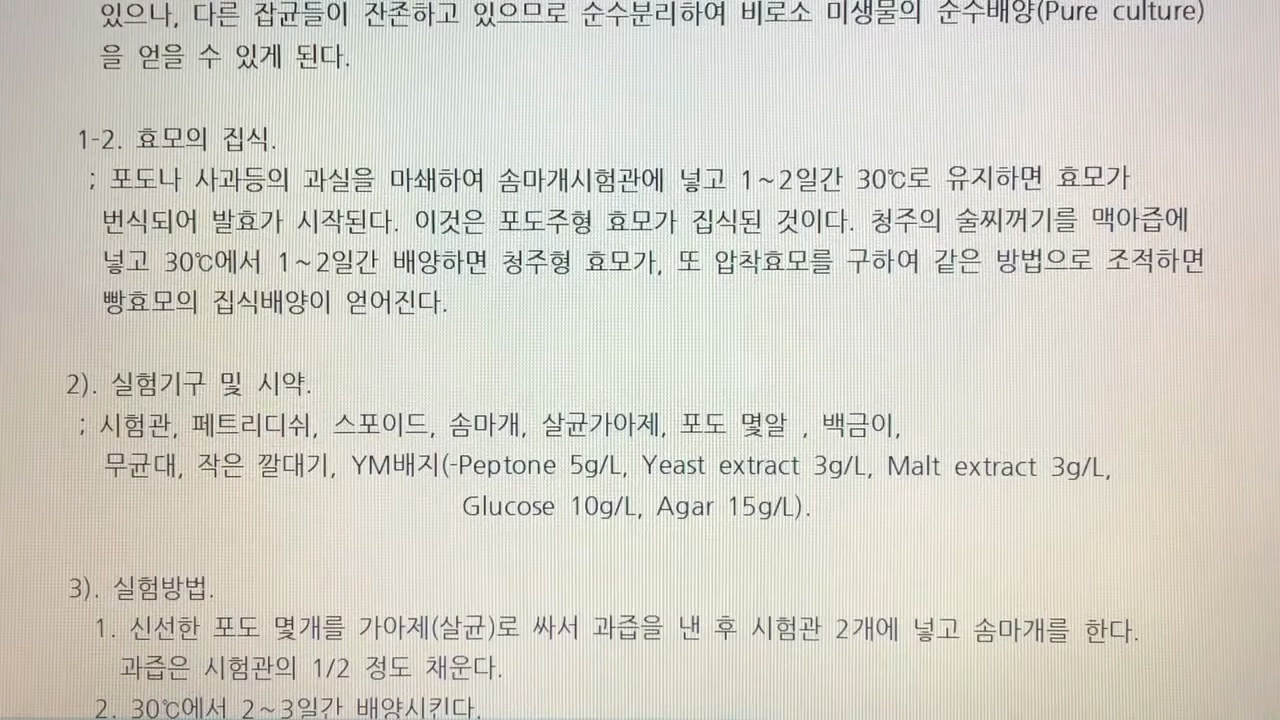 있으나, 다른 잡균들이 잔존하고 있으므로 순수분리하여 비로소 미생물의 순수배양(Pure culture)
을 얻을 수 있게 된다.
1-2. 효모의 집식.
; 포도나 사과등의 과실을 마쇄하여 솜마개시험관에 넣고 1~2일간 30℃로 유지하면 효모가
번식되어 발효가 시작된다. 이것은 포도주형 효모가 집식된 것이다. 청주의 술찌꺼기를 맥아즙에
넣고 30℃에서 1~2일간 배양하면 청주형 효모가, 또 압착효모를 구하여 같은 방법으로 조적하면
빵효모의 집식배양이 얻어진다.
2). 실험기구 및 시약.
; 시험관, 페트리디쉬, 스포이드, 솜마개, 살균가아제, 포도 몇알 , 백금이,
무균대, 작은 깔대기, YM배지(-Peptone 5g/L, Yeast extract 3g/L, Malt extract 3g/L,
Glucose 10g/L, Agar 15g/L).
3). 실험방법.
1. 신선한 포도 몇개를 가아제(살균)로 싸서 과즙을 낸 후 시험관 2개에 넣고 솜마개를 한다.
과즙은 시험관의 1/2 정도 채운다.
2. 30℃에서 2~3일간 배양시킨다.